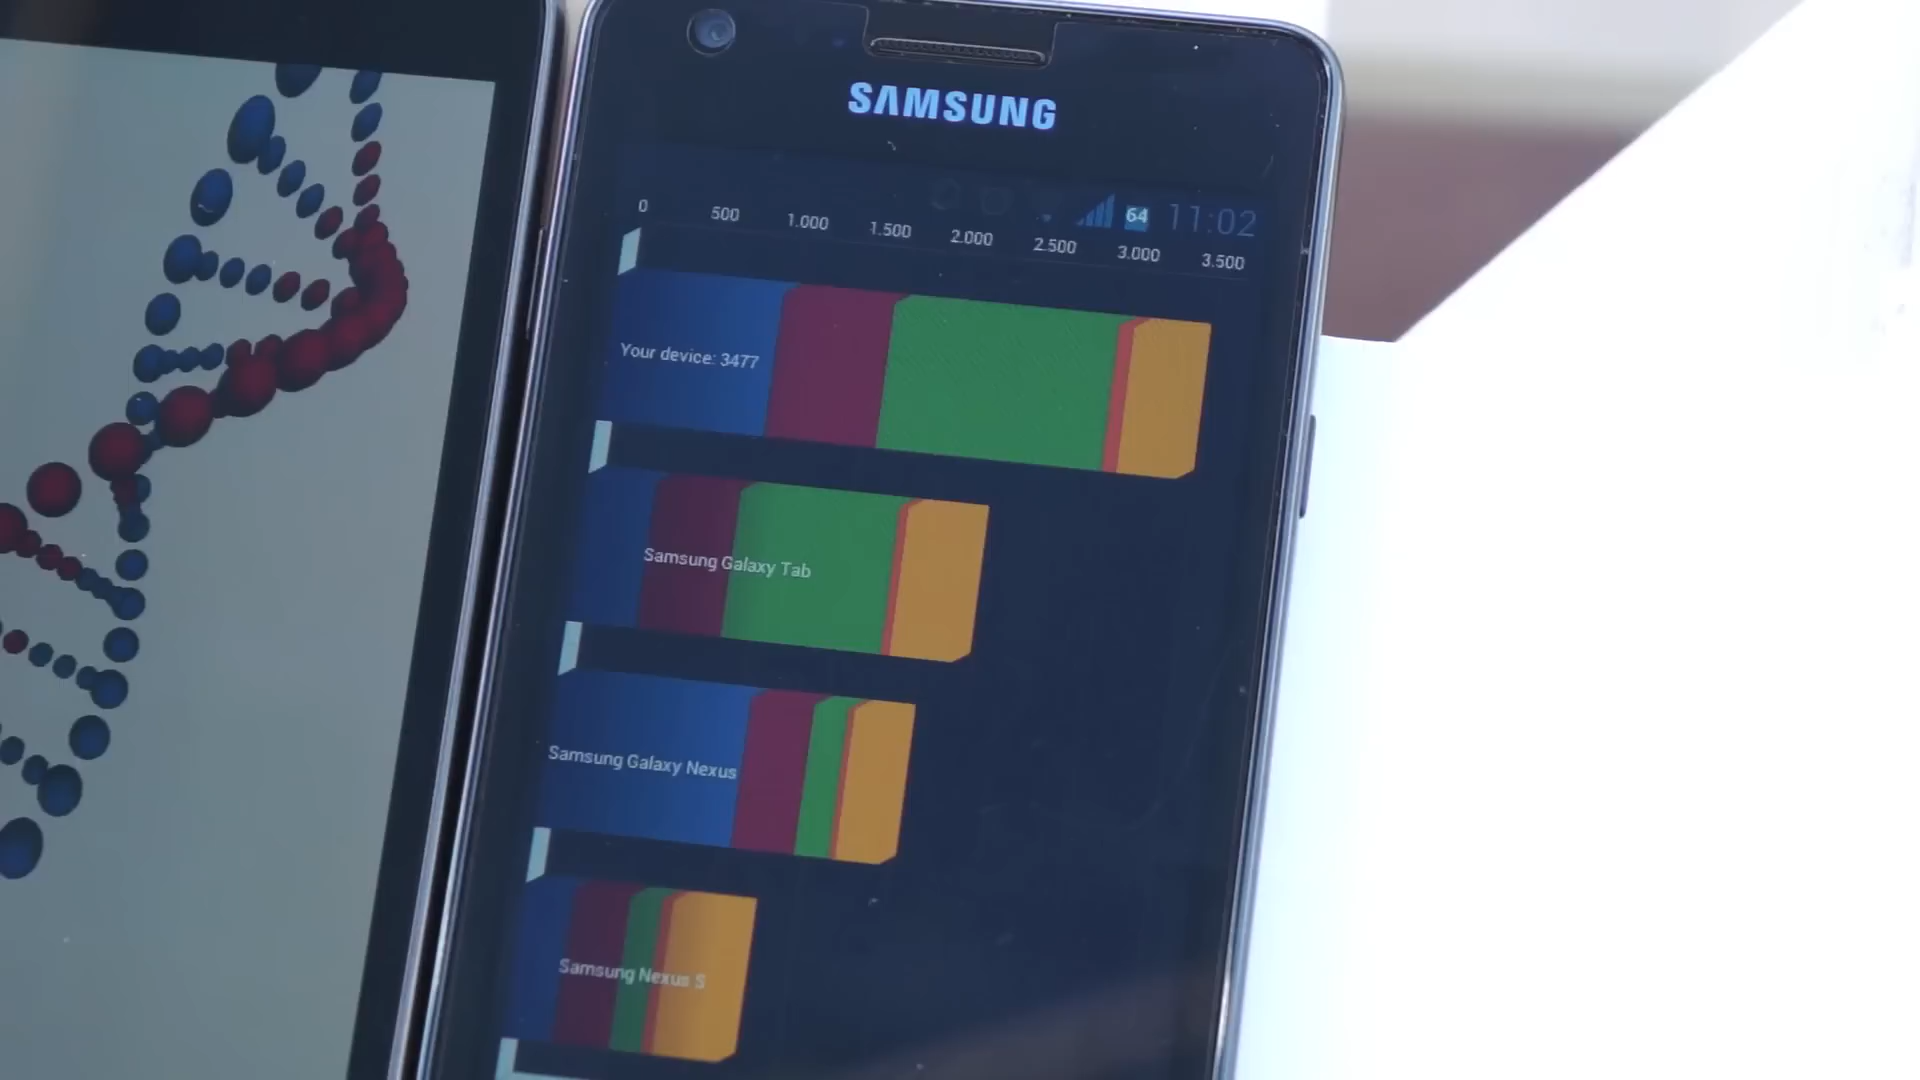 SAMSUNG
64 11:02
0 500 1.000 1.500 2.000 2.500 3.000 3.500
Your device: 3477
Samsung Galaxy Tab
Samsung Galaxy Nexus
Samsung Nexus S